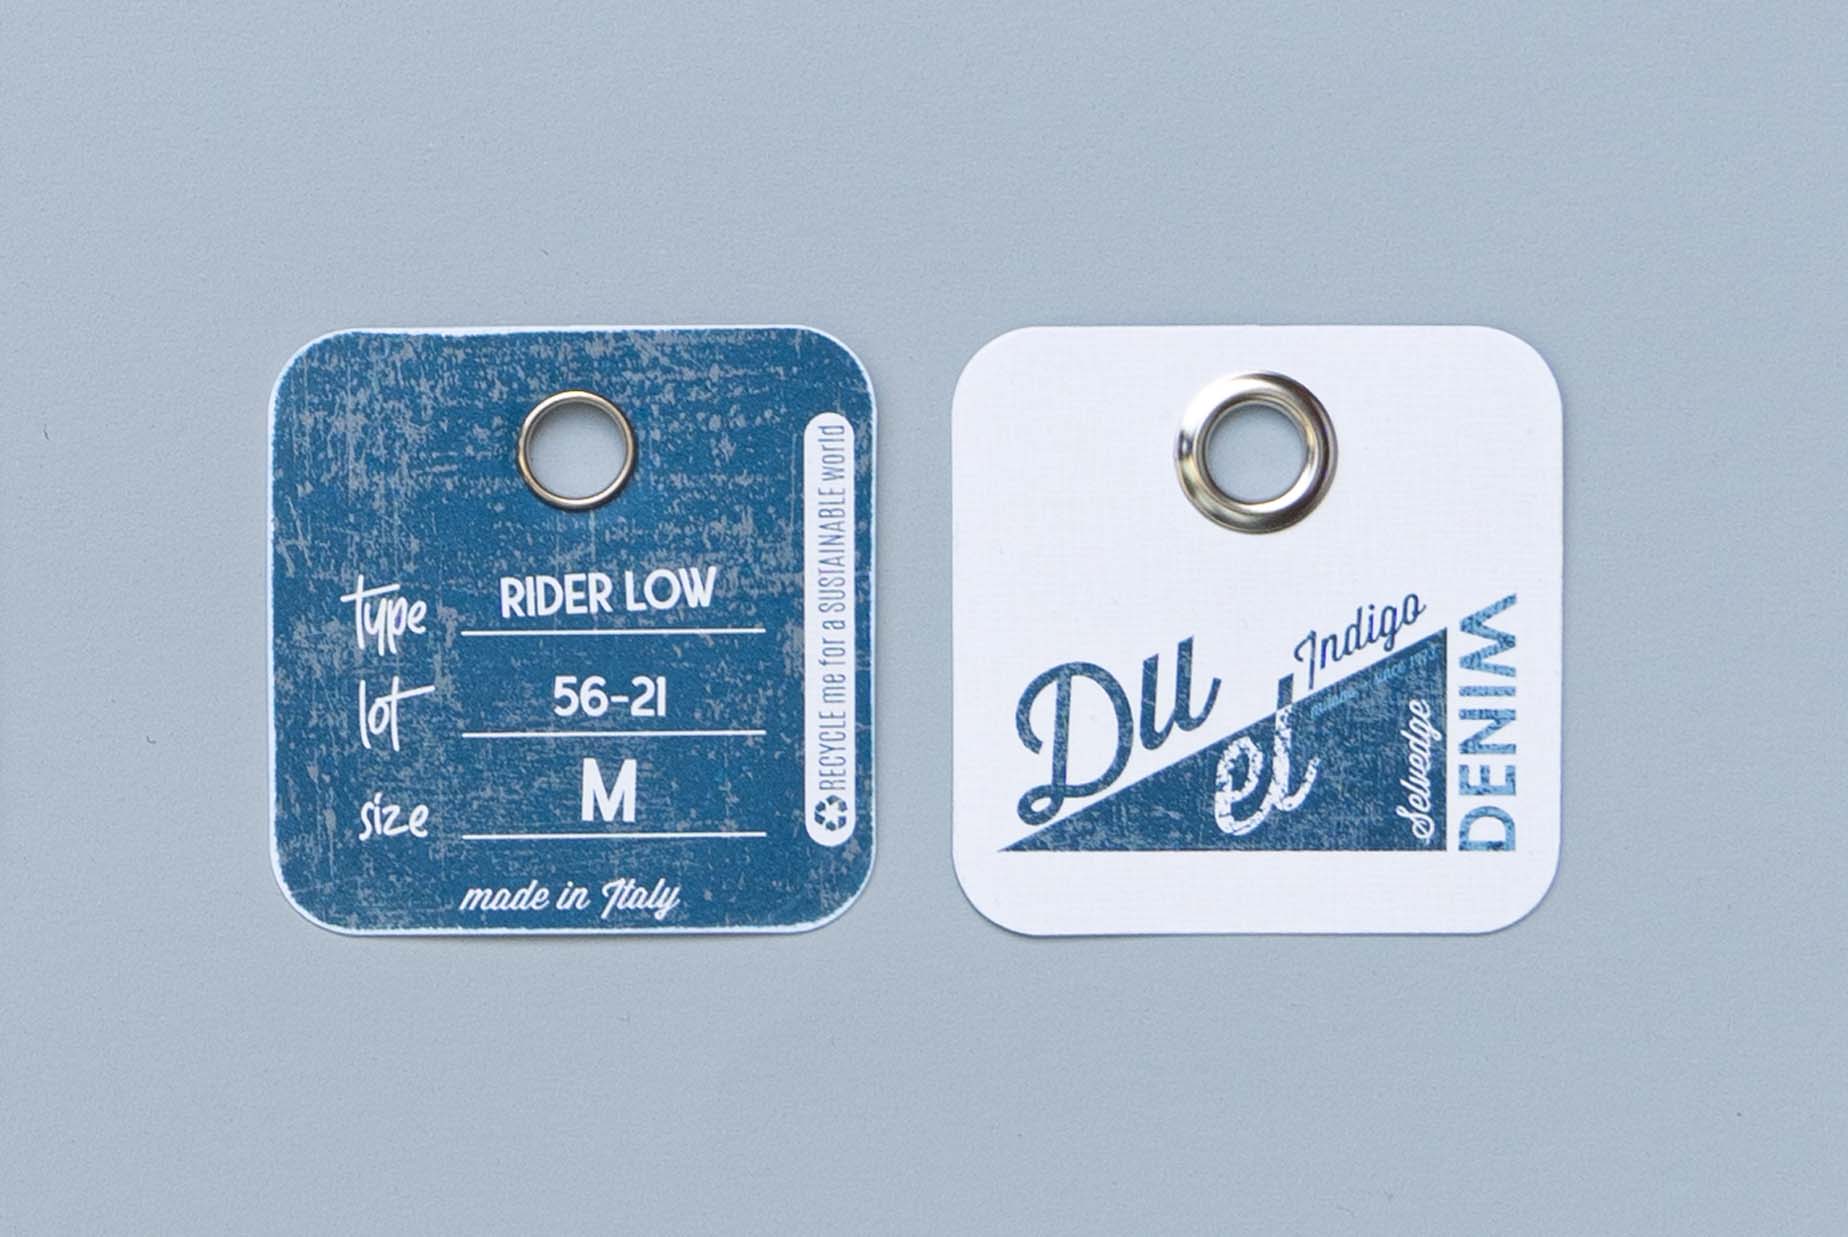 type RIDER LOW
lot 56-21
size M
made in Italy
RECYCLE me for a SUSTAINABLE world
Du
el
Indigo
Selvedge
DENIM